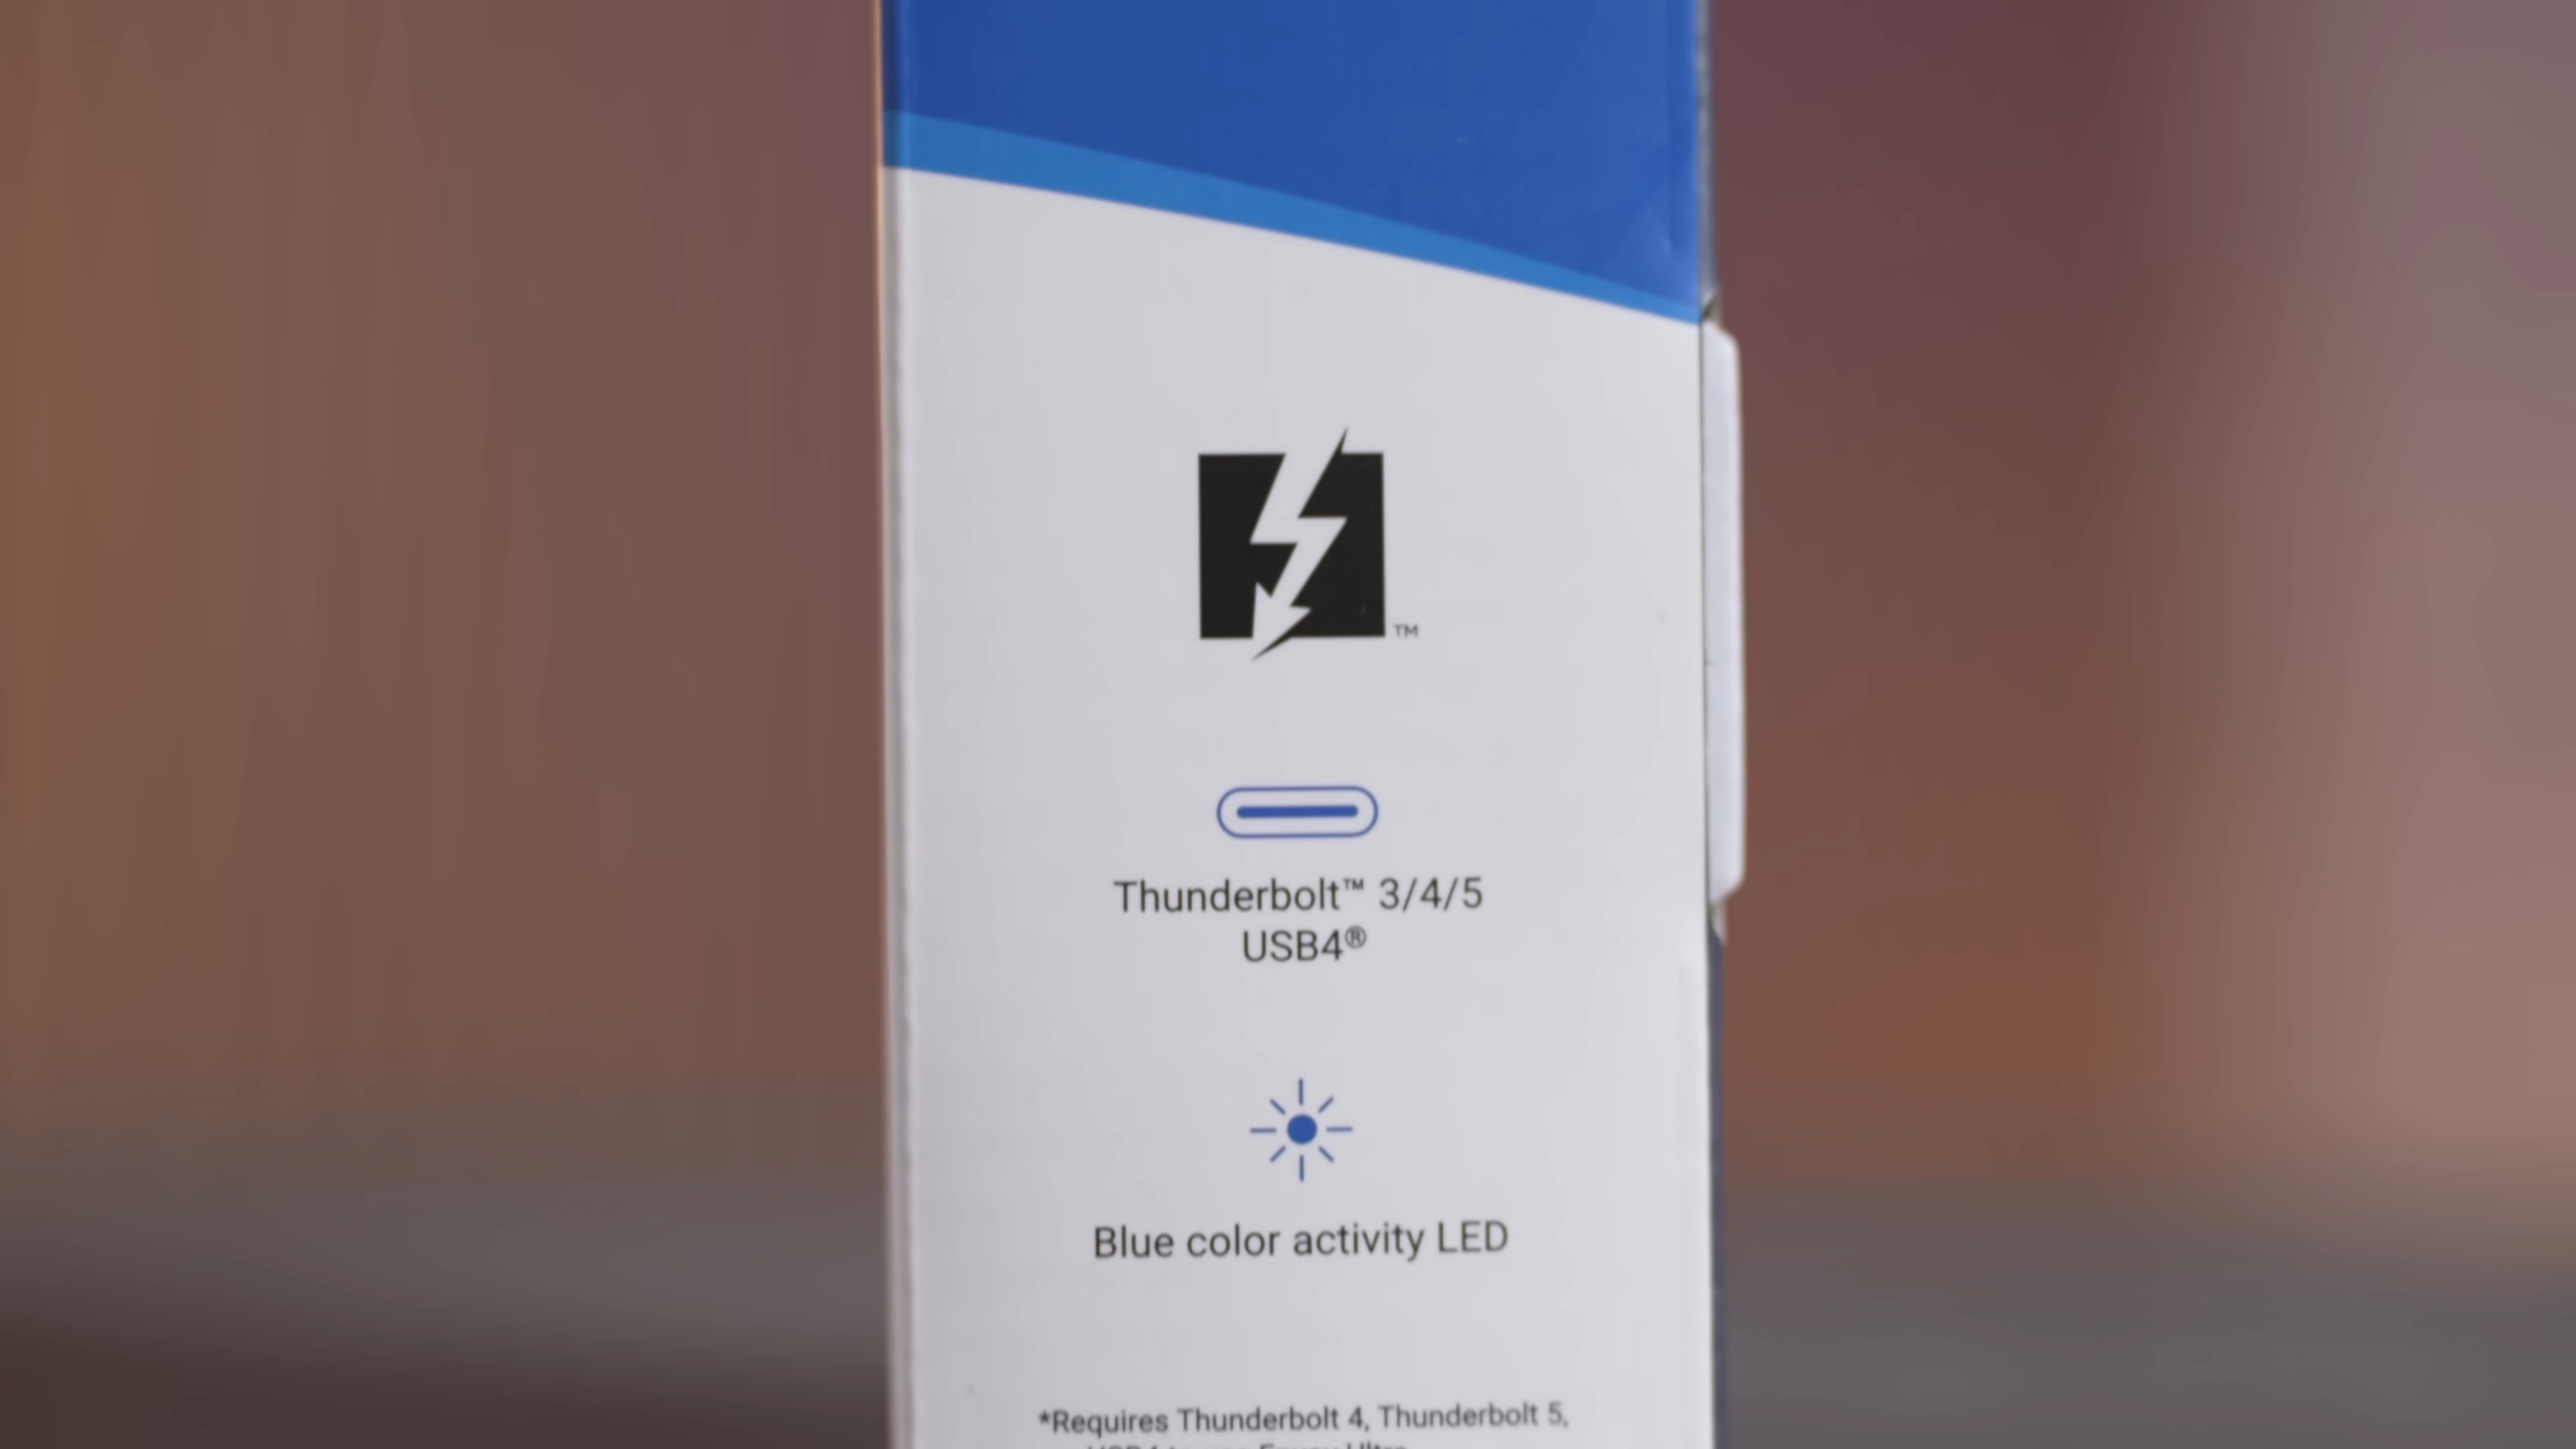 TM
Thunderbolt™ 3/4/5
USB4®
Blue color activity LED
*Requires Thunderbolt 4, Thunderbolt 5,